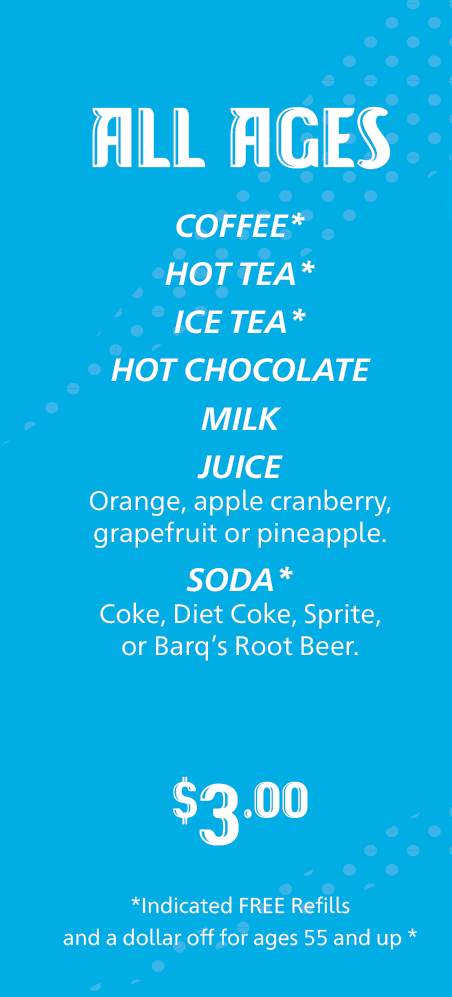 ALL AGES
COFFEE*
HOT TEA*
ICE TEA*
HOT CHOCOLATE
MILK
JUICE
Orange, apple cranberry,
grapefruit or pineapple.
SODA*
Coke, Diet Coke, Sprite,
or Barq’s Root Beer.
$3.00
*Indicated FREE Refills
and a dollar off for ages 55 and up *